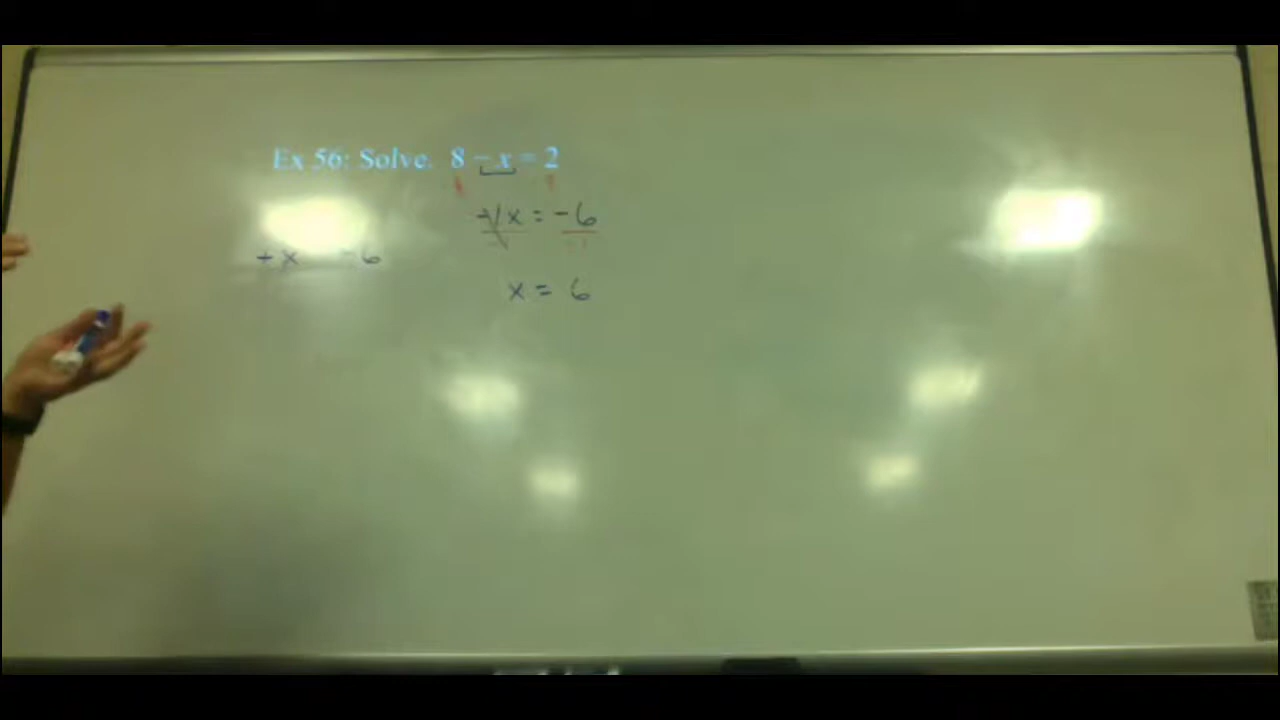 Ex 56: Solve. 8 - x = 2
-1x = -6
+x -6
x = 6